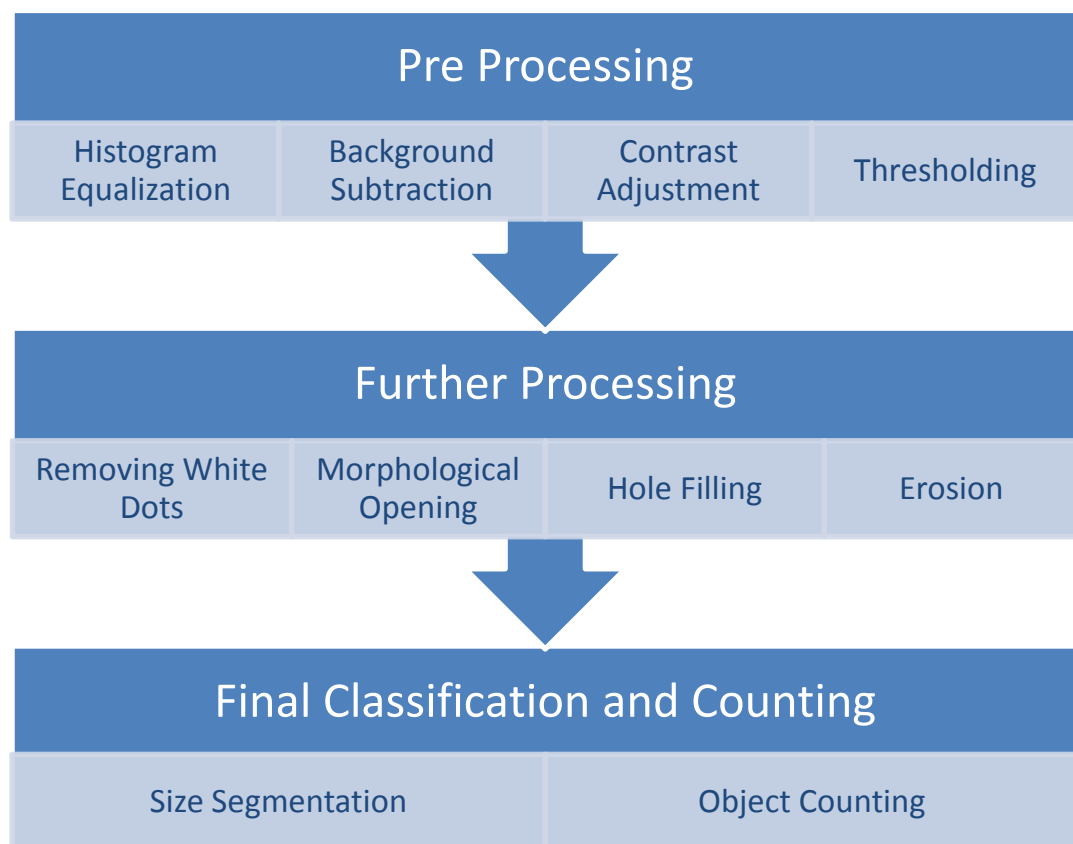 Pre Processing
Histogram
Equalization
Background
Subtraction
Contrast
Adjustment
Thresholding
Further Processing
Removing White
Dots
Morphological
Opening
Hole Filling
Erosion
Final Classification and Counting
Size Segmentation
Object Counting